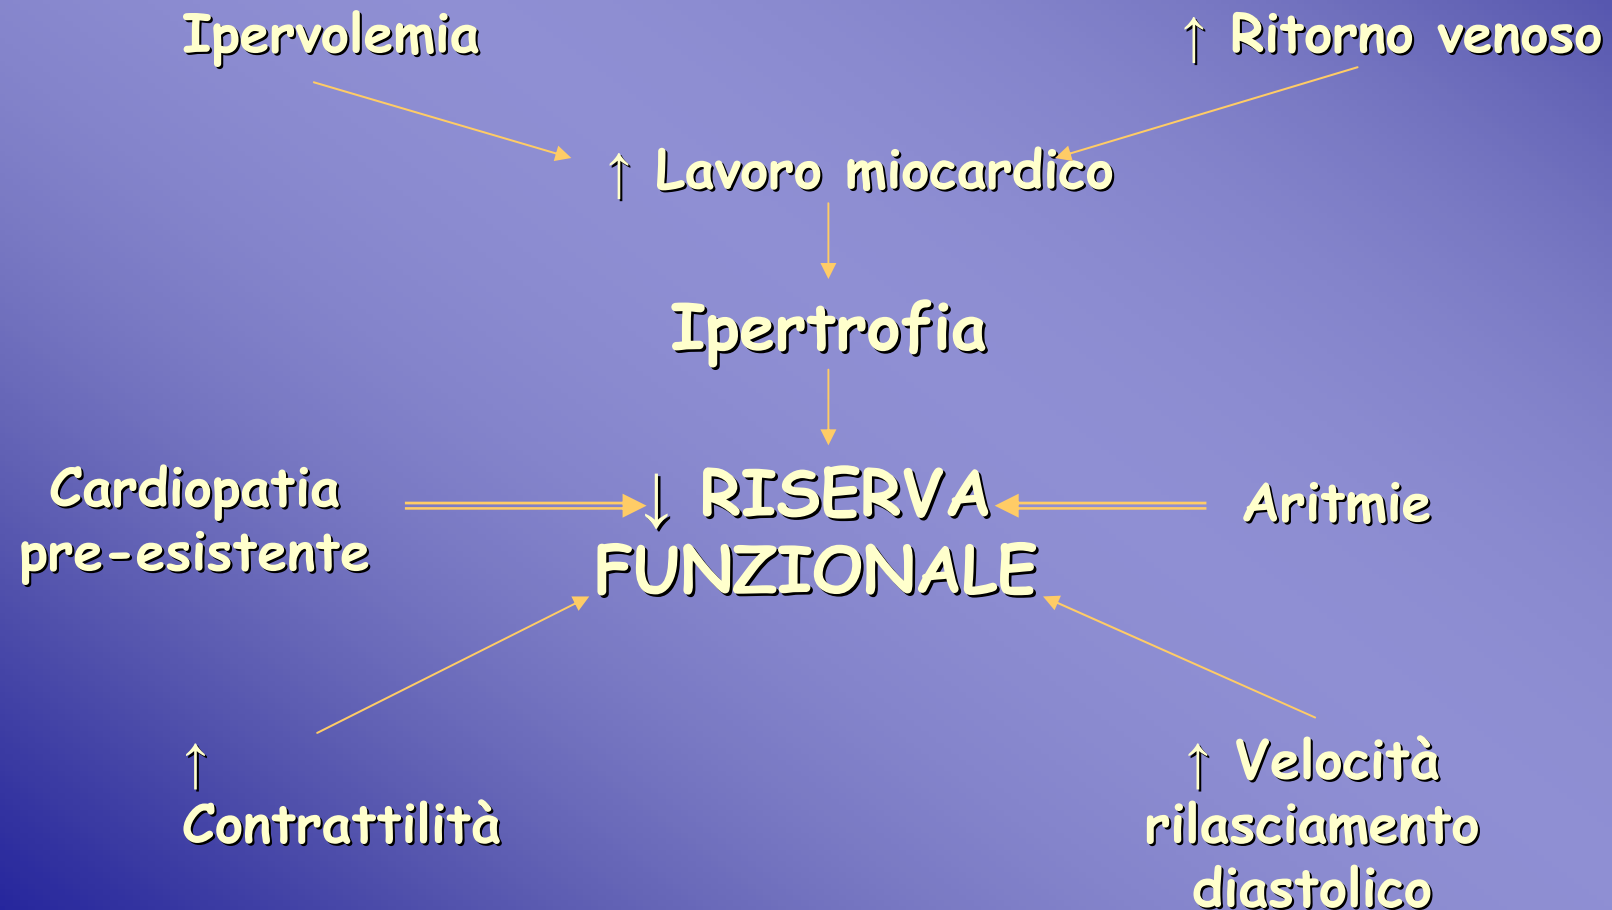 Ipervolemia
↑ Ritorno venoso
↑ Lavoro miocardico
Ipertrofia
Cardiopatia
pre-esistente
↓ RISERVA
FUNZIONALE
Aritmie
↑
Contrattilità
↑ Velocità
rilasciamento
diastolico